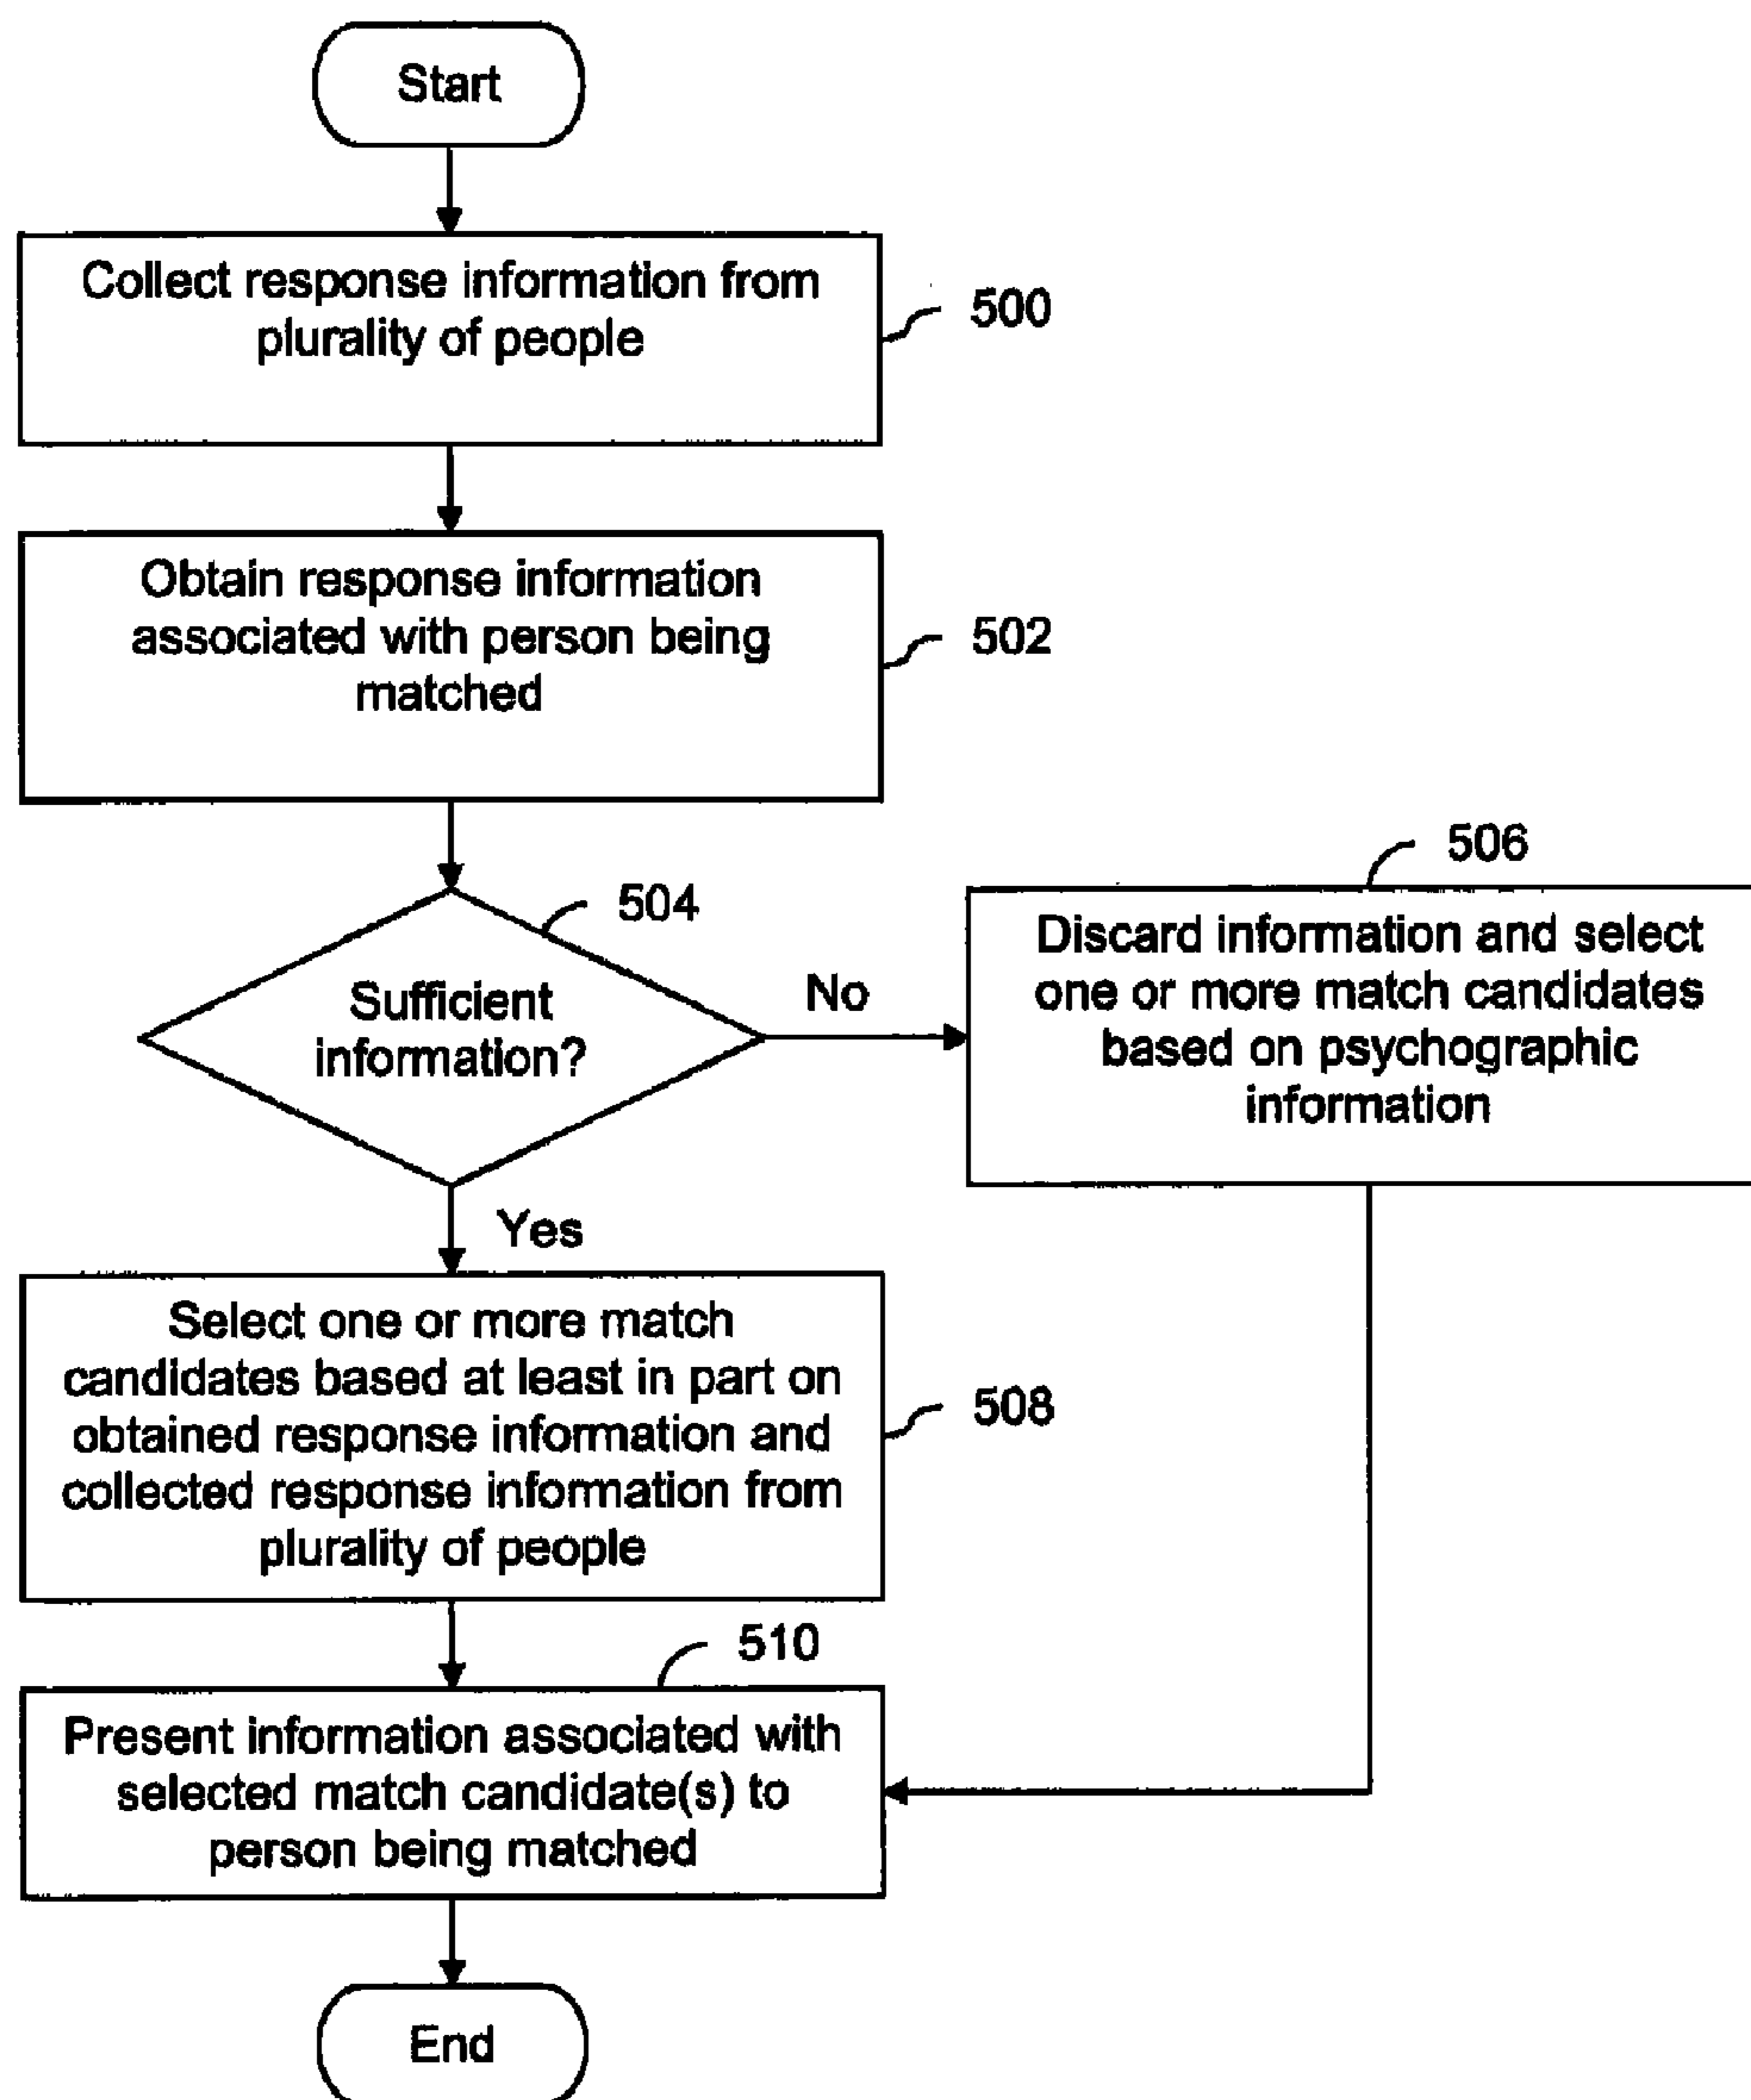 Start
Collect response information from
plurality of people
500
Obtain response information
associated with person being
matched
502
504
Sufficient
information?
No
506
Discard information and select
one or more match candidates
based on psychographic
information
Yes
Select one or more match
candidates based at least in part on
obtained response information and
collected response information from
plurality of people
508
510
Present information associated with
selected match candidate(s) to
person being matched
End